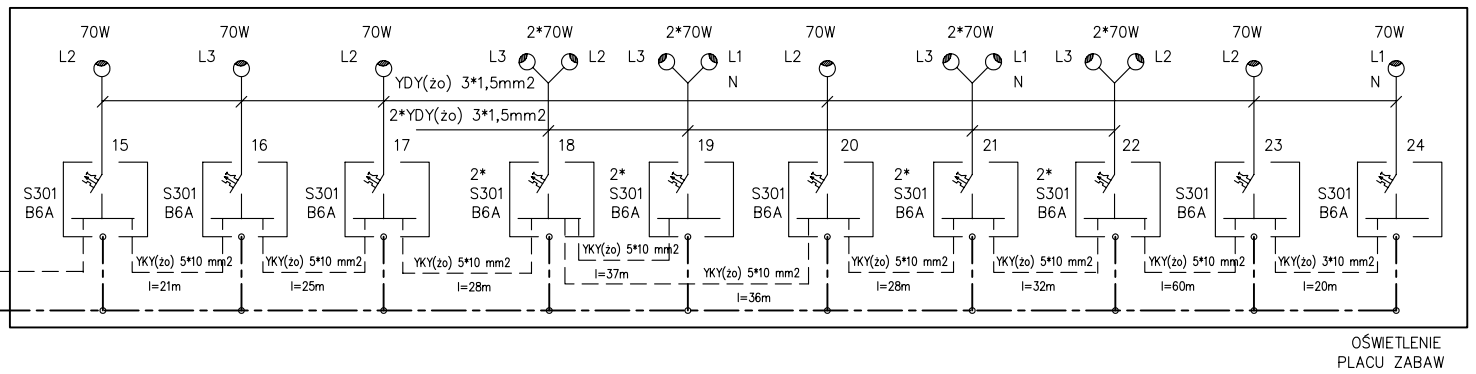 70W 70W 70W 2*70W 2*70W 70W 2*70W 2*70W 70W 70W
L2 L3 L2 L3 L2 L3 L1 L2 L3 L1 L3 L2 L2 L1
N N N
YDY(żo) 3*1,5mm2
2*YDY(żo) 3*1,5mm2
15 16 17 18 19 20 21 22 23 24
2* 2* 2* 2*
S301 S301 S301 S301 S301 S301 S301 S301 S301 S301
B6A B6A B6A B6A B6A B6A B6A B6A B6A B6A
YKY(żo) 5*10 mm2
YKY(żo) 5*10 mm2 YKY(żo) 5*10 mm2 YKY(żo) 5*10 mm2 YKY(żo) 5*10 mm2 YKY(żo) 5*10 mm2 YKY(żo) 5*10 mm2 YKY(żo) 5*10 mm2 YKY(żo) 3*10 mm2
l=37m
l=21m l=25m l=28m l=36m l=28m l=32m l=60m l=20m
OŚWIETLENIE
PLACU ZABAW